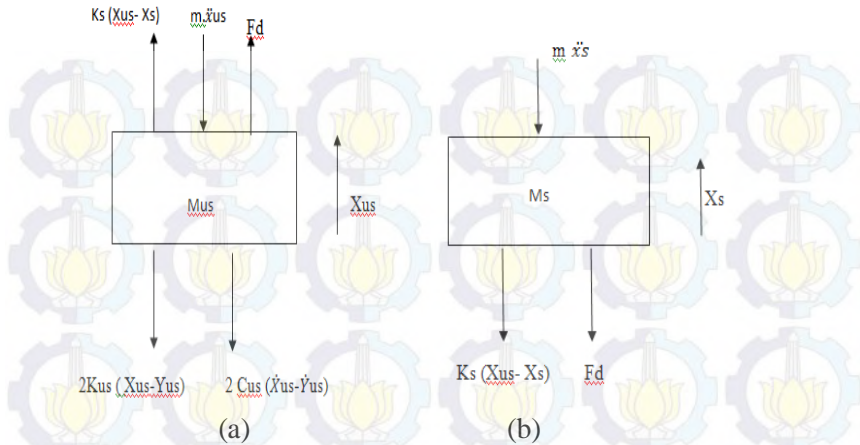 Ks (Xus- Xs)
m.ẍus
Fd
Mus
Xus
2Kus ( Xus-Yus)
2 Cus (Ẋus-Ẏus)
(a)
m ẍs
Ms
Xs
Ks (Xus- Xs)
Fd
(b)